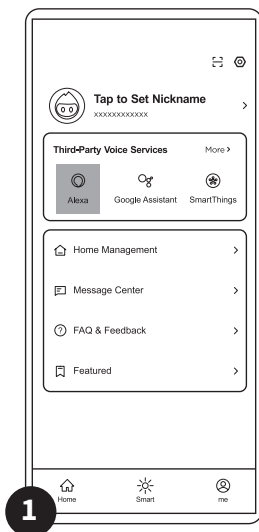 Tap to Set Nickname
xxxxxxxxxxxx
Third-Party Voice Services More
Alexa Google Assistant SmartThings
Home Management
Message Center
FAQ & Feedback
Featured
Home Smart me
1